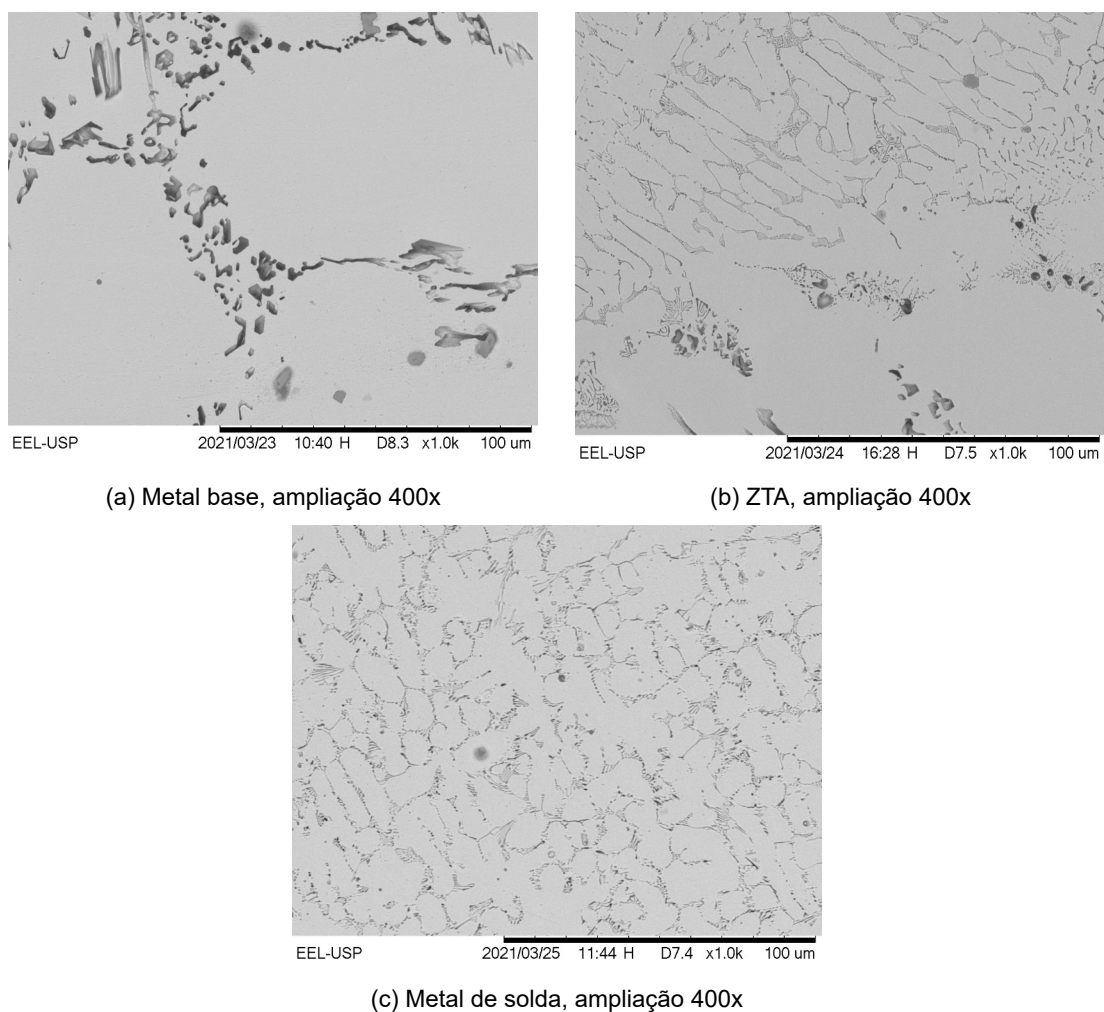 EEL-USP 2021/03/23 10:40 H D8.3 x1.0k 100 um
EEL-USP 2021/03/24 16:28 H D7.5 x1.0k 100 um
(a) Metal base, ampliação 400x
(b) ZTA, ampliação 400x
EEL-USP 2021/03/25 11:44 H D7.4 x1.0k 100 um
(c) Metal de solda, ampliação 400x